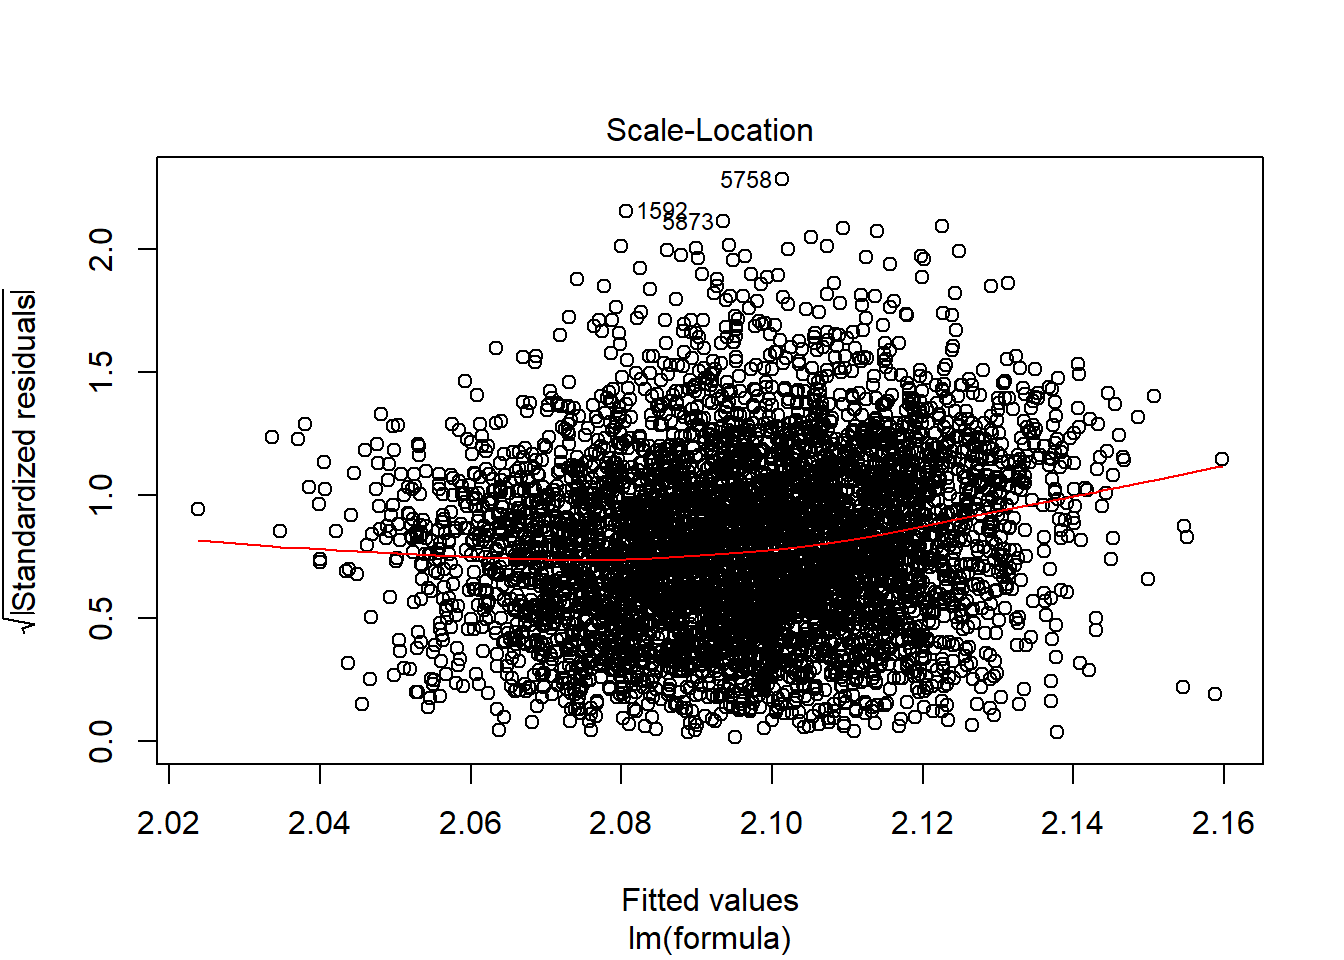 Scale-Location
5758
1592
5873
√|Standardized residuals|
2.0
1.5
1.0
0.5
0.0
2.02 2.04 2.06 2.08 2.10 2.12 2.14 2.16
Fitted values
lm(formula)